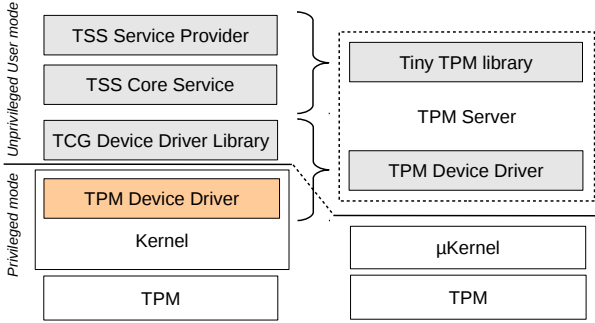 Unprivileged User mode
TSS Service Provider
TSS Core Service
TCG Device Driver Library
Privileged mode
TPM Device Driver
Kernel
TPM
Tiny TPM library
TPM Server
TPM Device Driver
µKernel
TPM